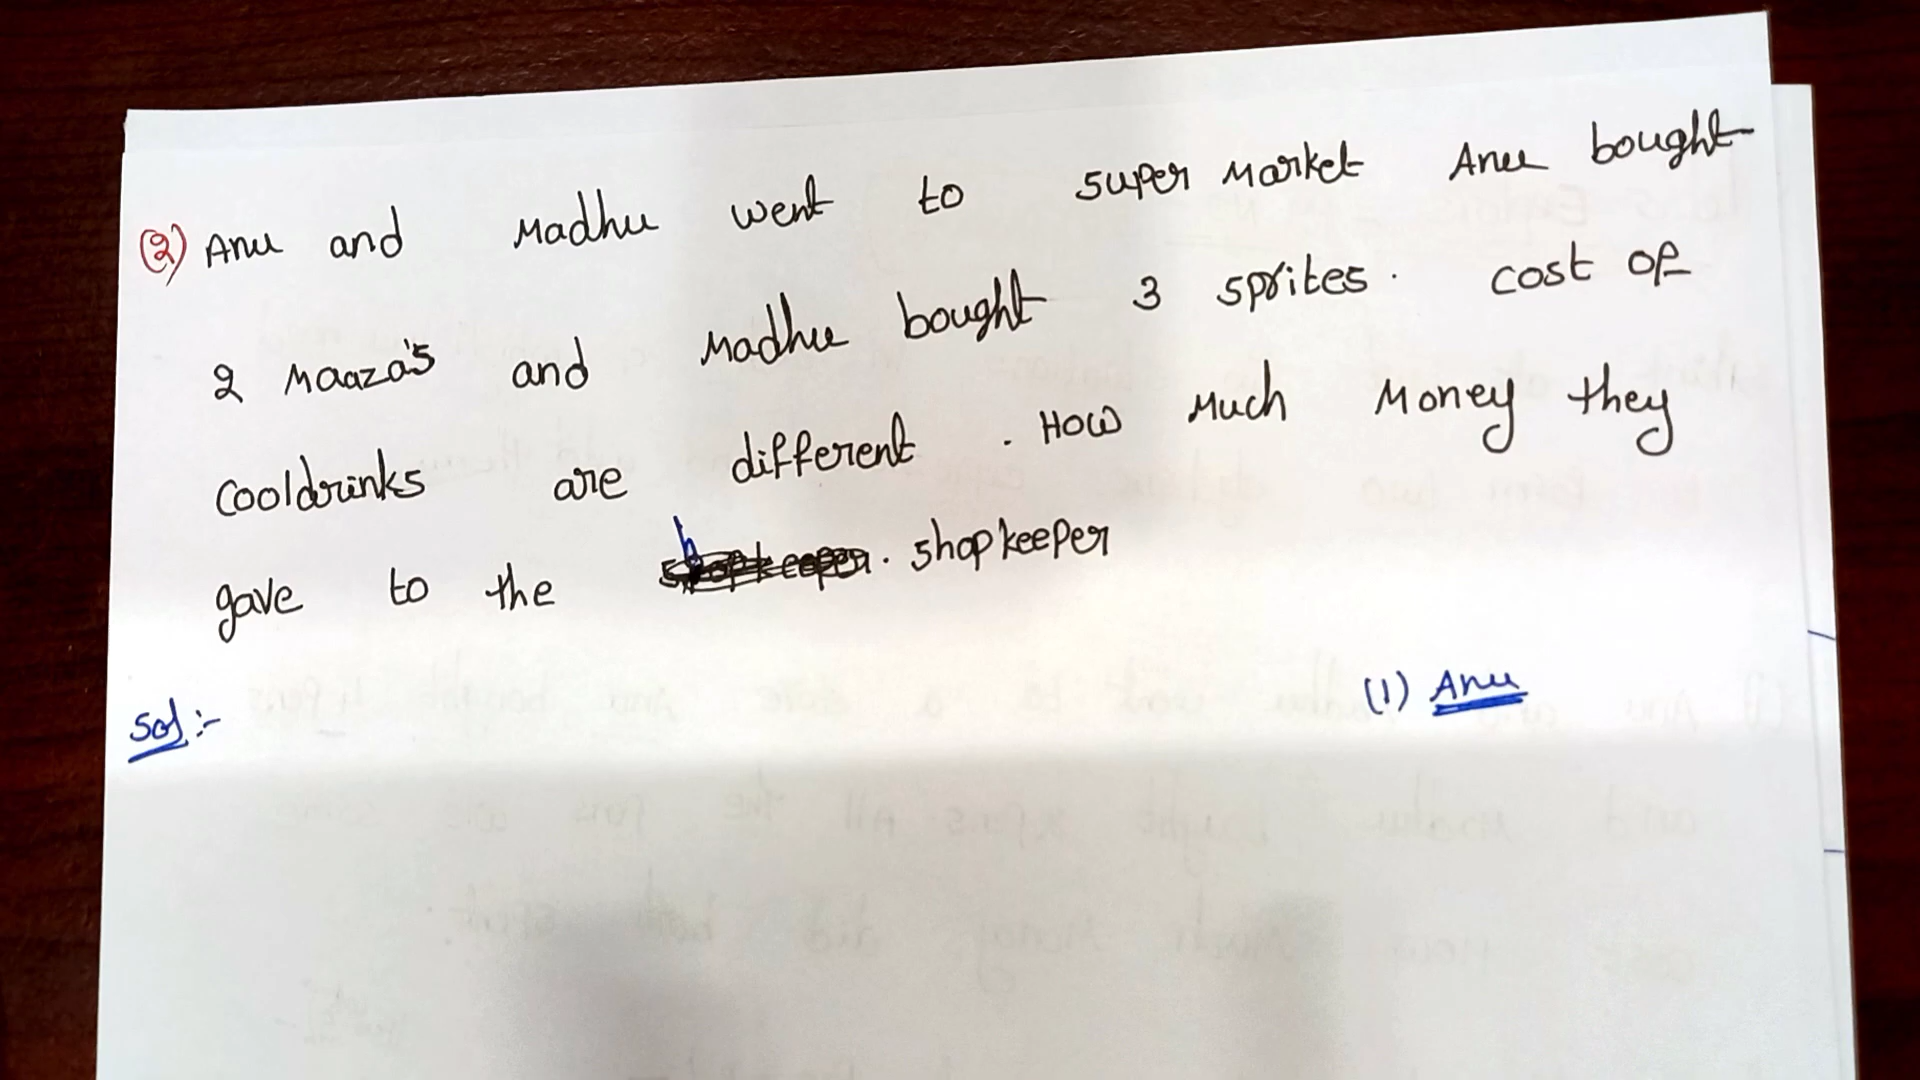 (2) Anu and Madhu went to super Market Anu bought
2 Maaza's and Madhu bought 3 sprites. cost of
cooldrinks are different. How Much Money they
gave to the shopkeeper
Sol:-
(1) Anu